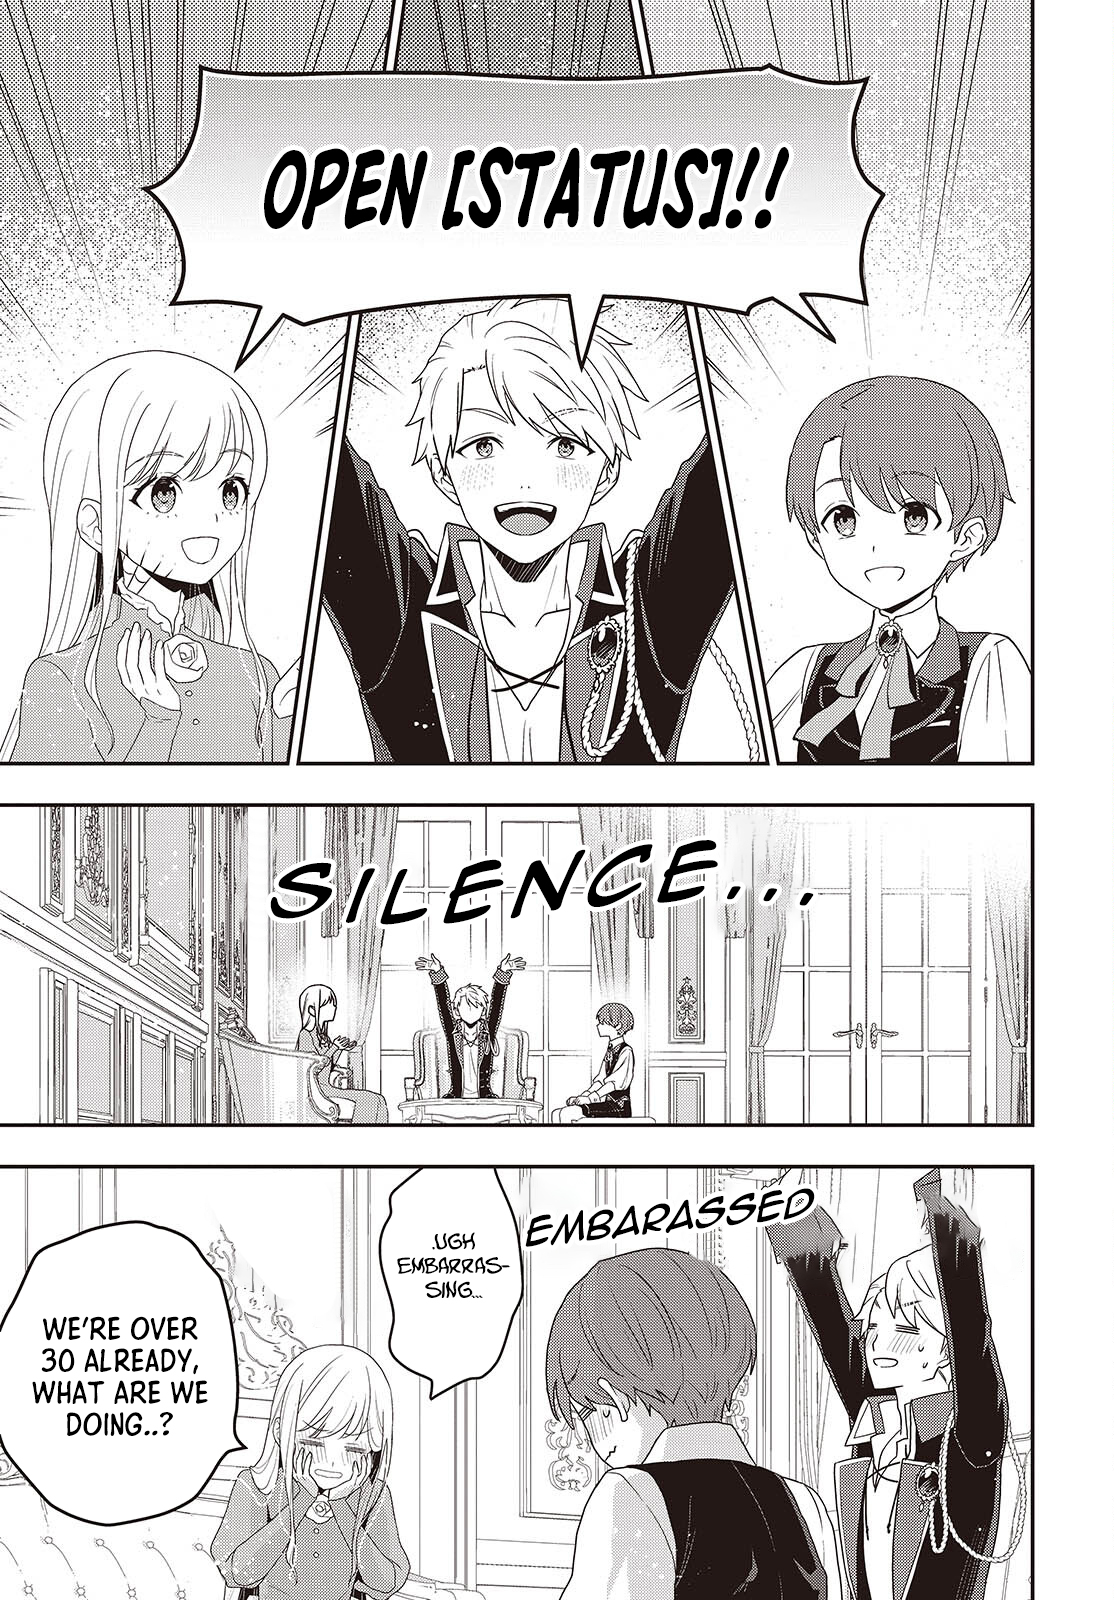 OPEN [STATUS]!!
SILENCE...
EMBARASSED
.UGH
EMBARRAS-
SING...
WE'RE OVER
30 ALREADY,
WHAT ARE WE
DOING..?